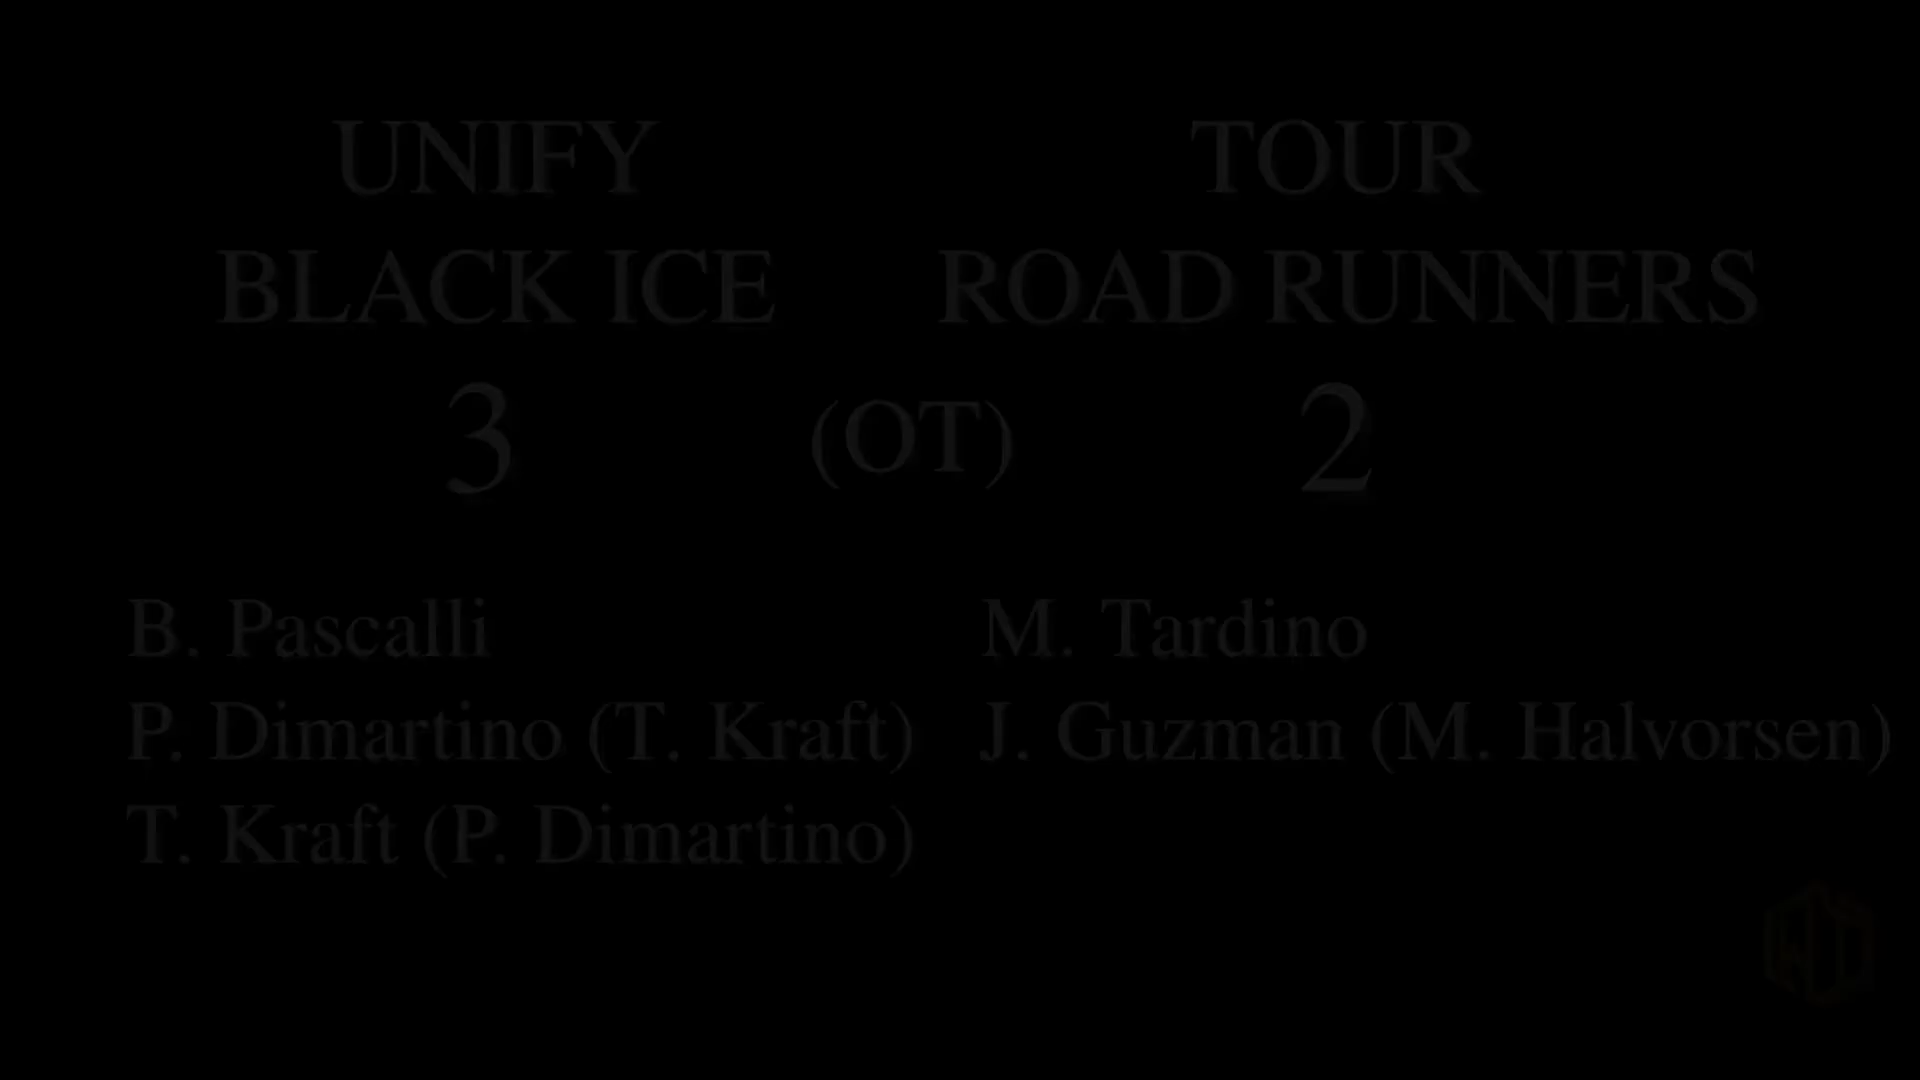 UNIFY
BLACK ICE
3
(OT)
TOUR
ROAD RUNNERS
2
B. Pascalli
P. Dimartino (T. Kraft)
T. Kraft (P. Dimartino)
M. Tardino
J. Guzman (M. Halvorsen)